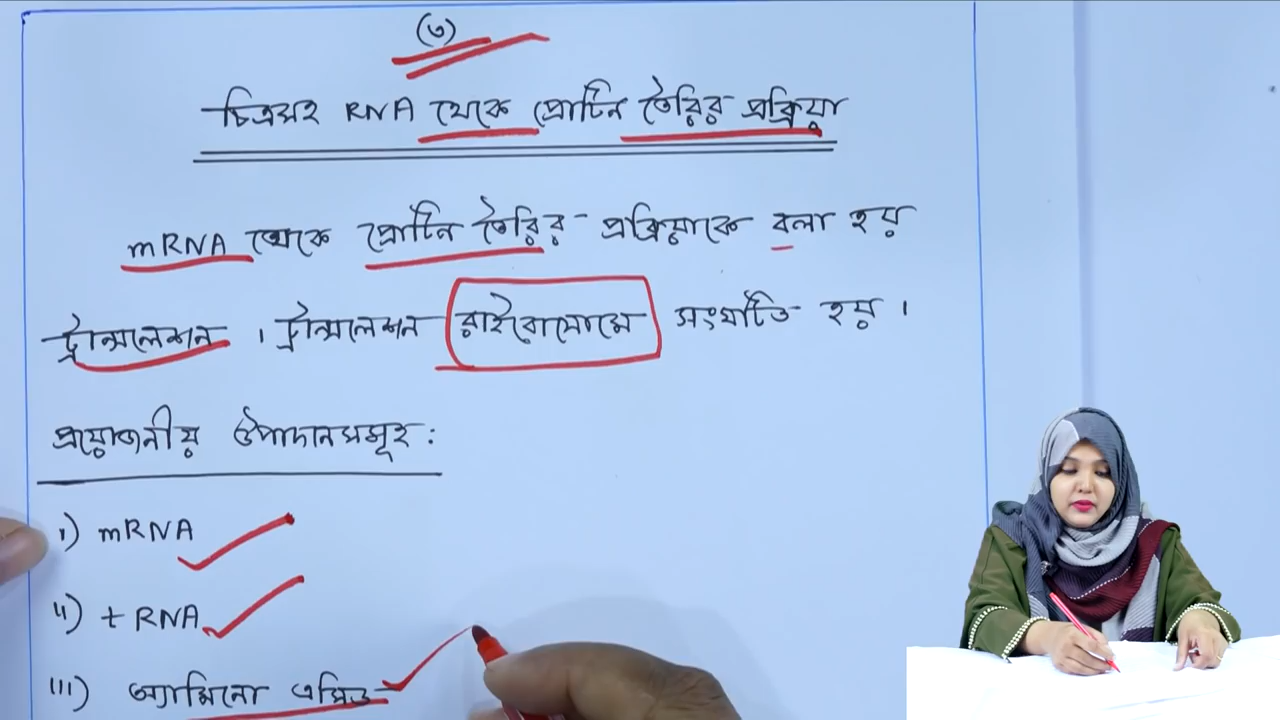 (৩)
চিত্রসহ RNA থেকে প্রোটিন তৈরির প্রক্রিয়া
mRNA থেকে প্রোটিন তৈরির প্রক্রিয়াকে বলা হয়
ট্রান্সলেশন । ট্রান্সলেশন রাইবোসোমে সংঘটিত হয় ।
প্রয়োজনীয় উপাদানসমূহ :
i) mRNA
ii) tRNA
iii) অ্যামিনো এসিড